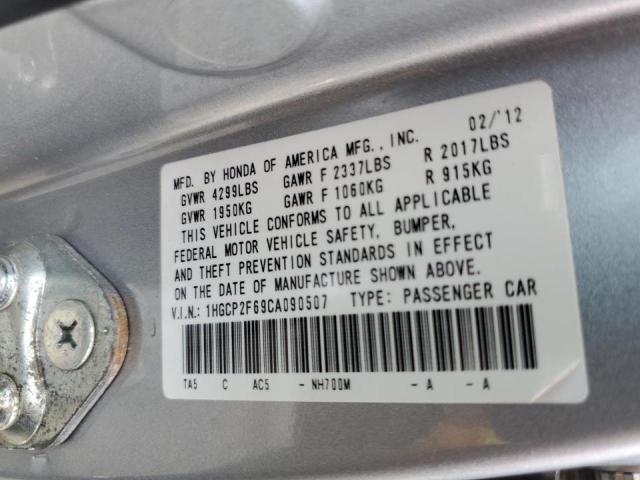 MFD. BY HONDA OF AMERICA MFG., INC. 02/'12
GVWR 4299LBS GAWR F 2337LBS R 2017LBS
GVWR 1950KG GAWR F 1060KG R 915KG
THIS VEHICLE CONFORMS TO ALL APPLICABLE
FEDERAL MOTOR VEHICLE SAFETY, BUMPER,
AND THEFT PREVENTION STANDARDS IN EFFECT
ON THE DATE OF MANUFACTURE SHOWN ABOVE.
V.I.N.: 1HGCP2F69CA090507 TYPE: PASSENGER CAR
TA5 C AC5 - NH700M - A - A